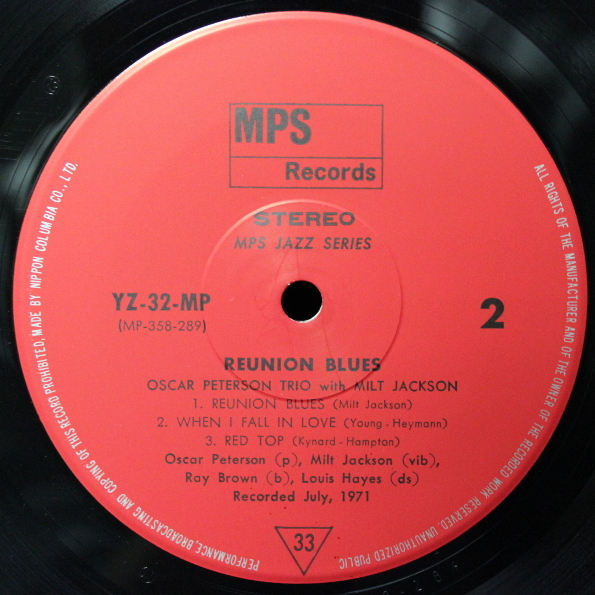 MPS
Records
STEREO
MPS JAZZ SERIES
YZ-32-MP
(MP-358-289)
2
REUNION BLUES
OSCAR PETERSON TRIO with MILT JACKSON
1. REUNION BLUES (Milt Jackson)
2. WHEN I FALL IN LOVE (Young-Heymann)
3. RED TOP (Kynard-Hampton)
Oscar Peterson (p), Milt Jackson (vib),
Ray Brown (b), Louis Hayes (ds)
Recorded July, 1971
33
ALL RIGHTS OF THE MANUFACTURER AND OF THE OWNER OF THE RECORDED WORK RESERVED. UNAUTHORIZED PUBLIC
PERFORMANCE, BROADCASTING AND COPYING OF THIS RECORD PROHIBITED, MADE BY NIPPON COLUMBIA CO., LTD.